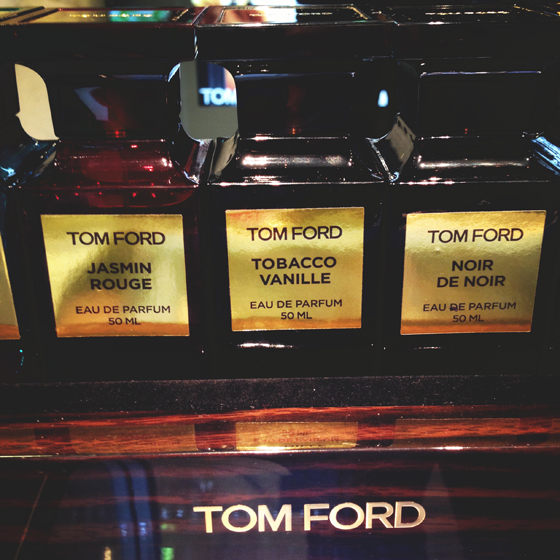 TOM
TOM FORD
JASMIN
ROUGE
EAU DE PARFUM
50 ML
TOM FORD
TOBACCO
VANILLE
EAU DE PARFUM
50 ML
TOM FORD
NOIR
DE NOIR
EAU DE PARFUM
50 ML
TOM FORD